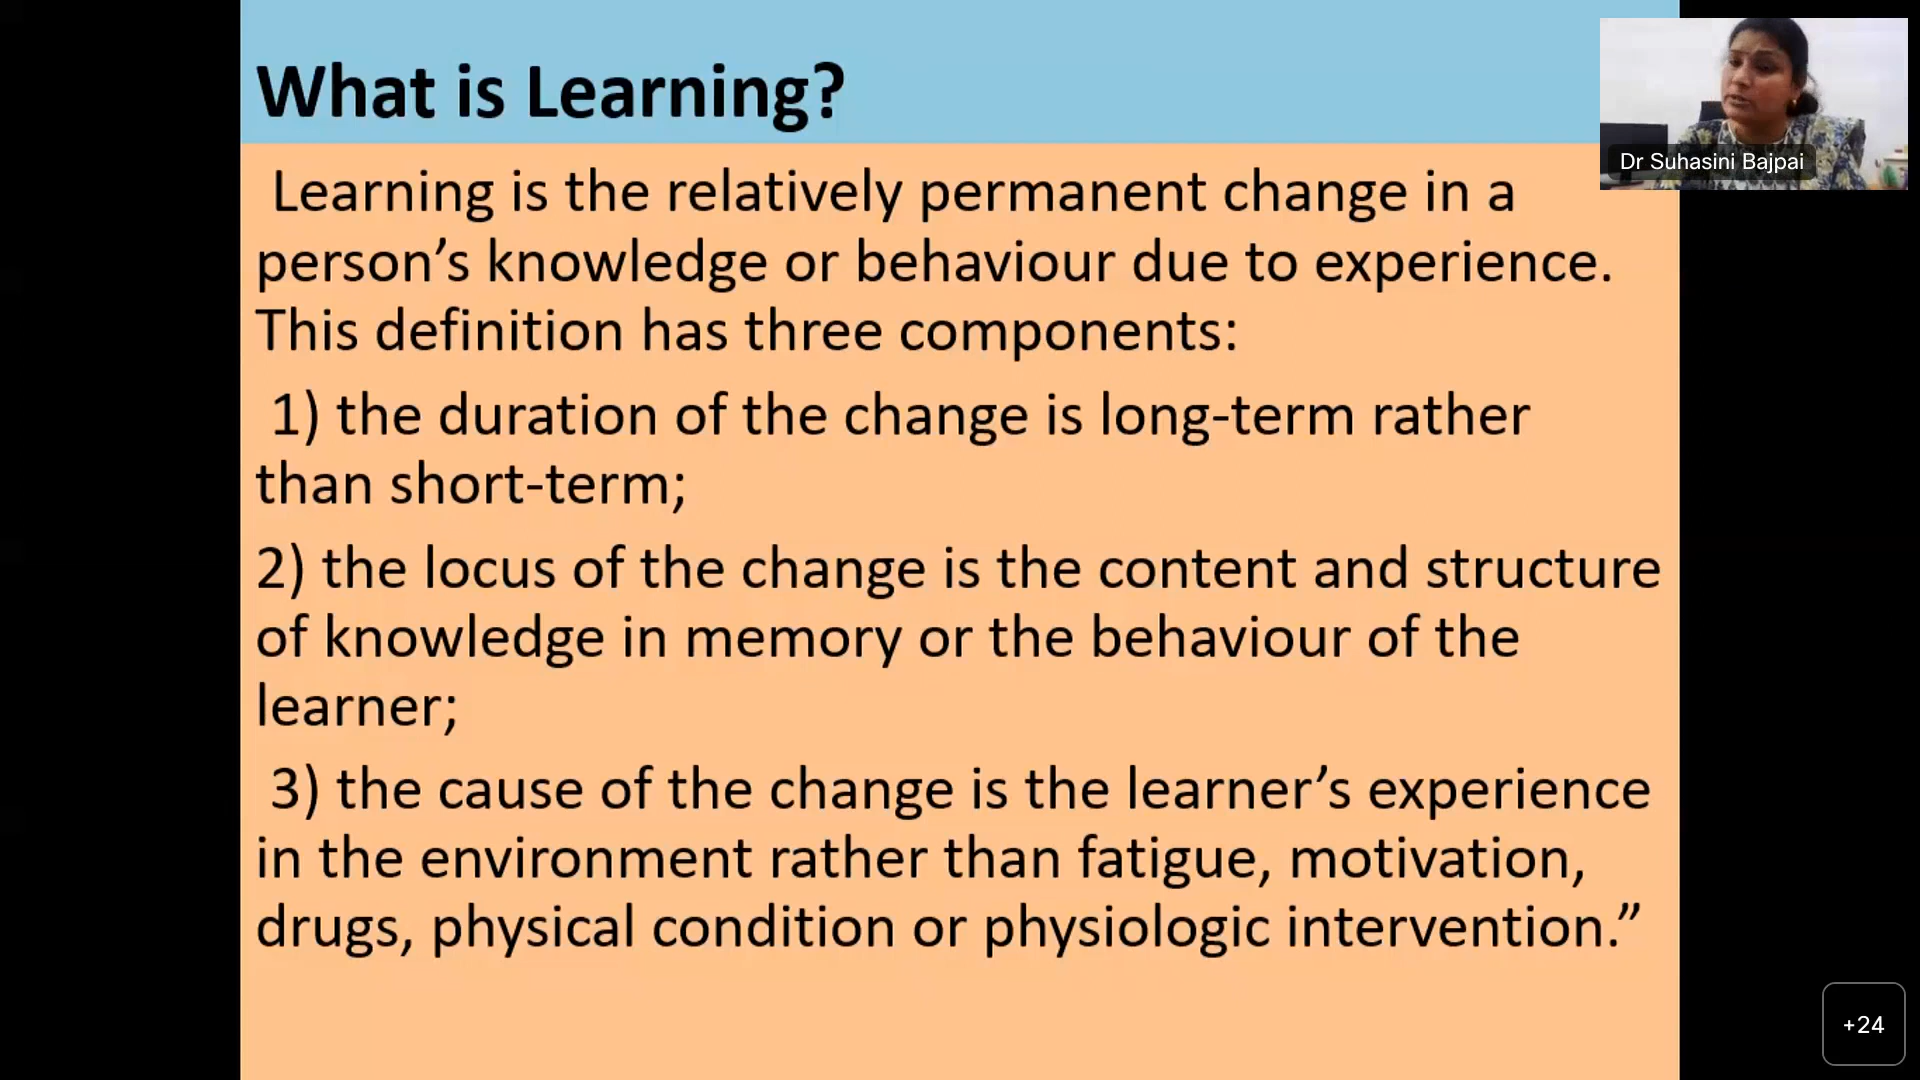 What is Learning?
Dr Suhasini Bajpai
Learning is the relatively permanent change in a
person’s knowledge or behaviour due to experience.
This definition has three components:
1) the duration of the change is long-term rather
than short-term;
2) the locus of the change is the content and structure
of knowledge in memory or the behaviour of the
learner;
3) the cause of the change is the learner’s experience
in the environment rather than fatigue, motivation,
drugs, physical condition or physiologic intervention.”
+24